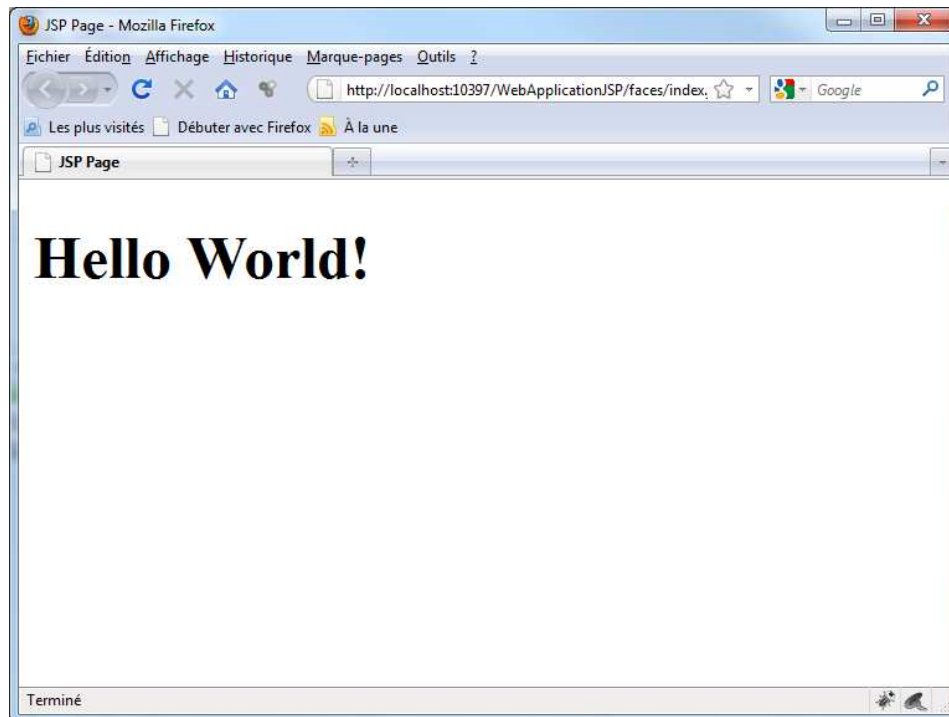 JSP Page - Mozilla Firefox
Fichier Édition Affichage Historique Marque-pages Outils ?
http://localhost:10397/WebApplicationJSP/faces/index. Google
Les plus visités Débuter avec Firefox À la une
JSP Page
Hello World!
Terminé